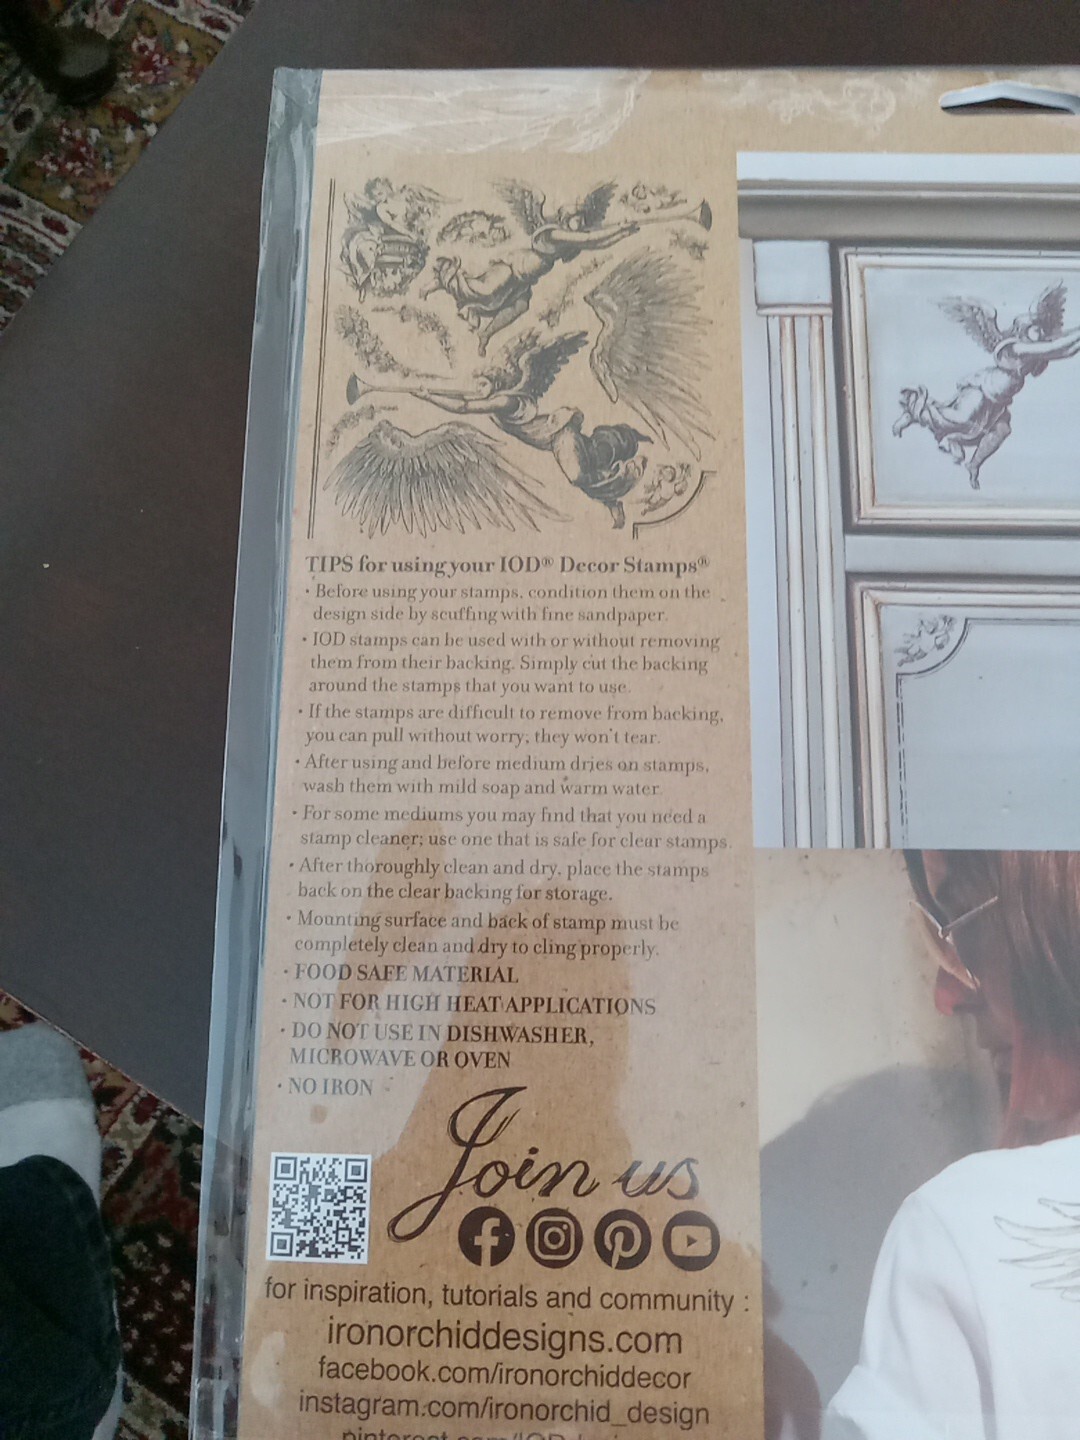 TIPS for using your IOD® Decor Stamps®
• Before using your stamps, condition them on the
design side by scuffing with fine sandpaper.
• IOD stamps can be used with or without removing
them from their backing. Simply cut the backing
around the stamps that you want to use.
• If the stamps are difficult to remove from backing,
you can pull without worry, they won't tear.
• After using and before medium dries on stamps,
wash them with mild soap and warm water.
• For some mediums you may find that you need a
stamp cleaner; use one that is safe for clear stamps.
• After thoroughly clean and dry, place the stamps
back on the clear backing for storage.
• Mounting surface and back of stamp must be
completely clean and dry to cling properly.
• FOOD SAFE MATERIAL
• NOT FOR HIGH HEAT APPLICATIONS
• DO NOT USE IN DISHWASHER,
MICROWAVE OR OVEN
• NO IRON
Join us
for inspiration, tutorials and community :
ironorchiddesigns.com
facebook.com/ironorchiddecor
instagram.com/ironorchid_design